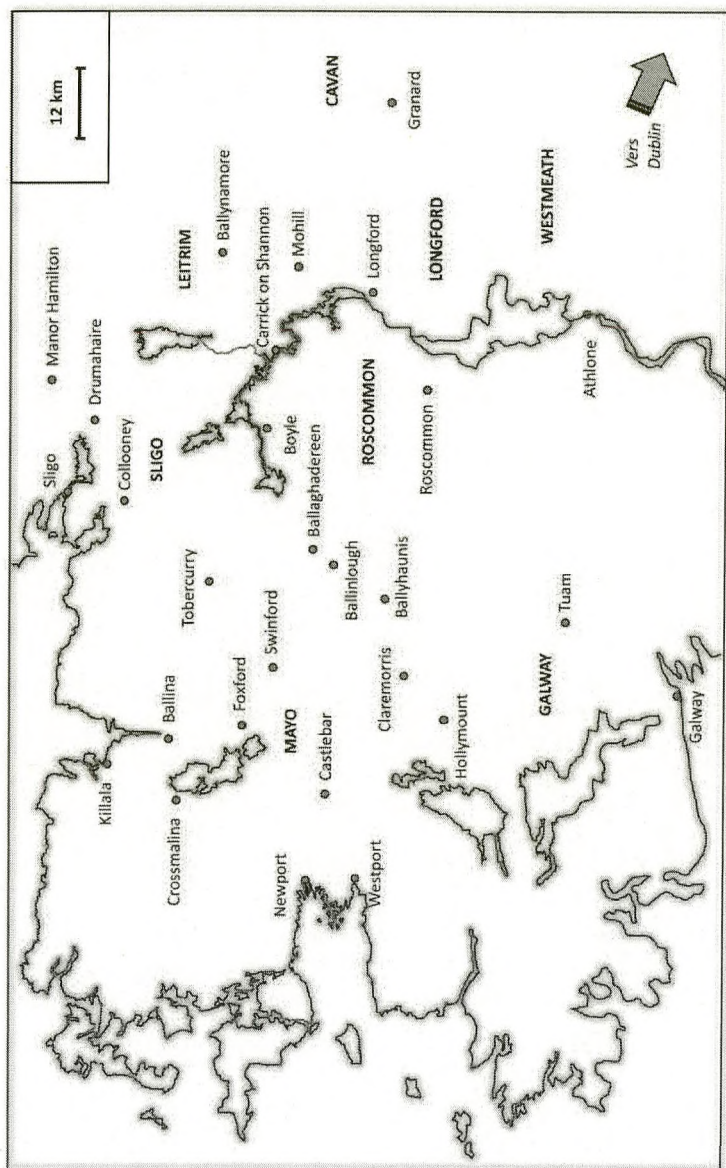 12 km
Manor Hamilton
Drumahaire
Sligo
Collooney
SLIGO
LEITRIM
Ballynamore
Carrick on Shannon
Mohill
CAVAN
Granard
Longford
LONGFORD
WESTMEATH
Vers
Dublin
Boyle
ROSCOMMON
Roscommon
Athlone
Ballaghadereen
Ballinlough
Ballyhaunis
Tobercurry
Swinford
Foxford
MAYO
Ballina
Killala
Crossmalina
Castlebar
Newport
Westport
Claremorris
Hollymount
GALWAY
Tuam
Galway